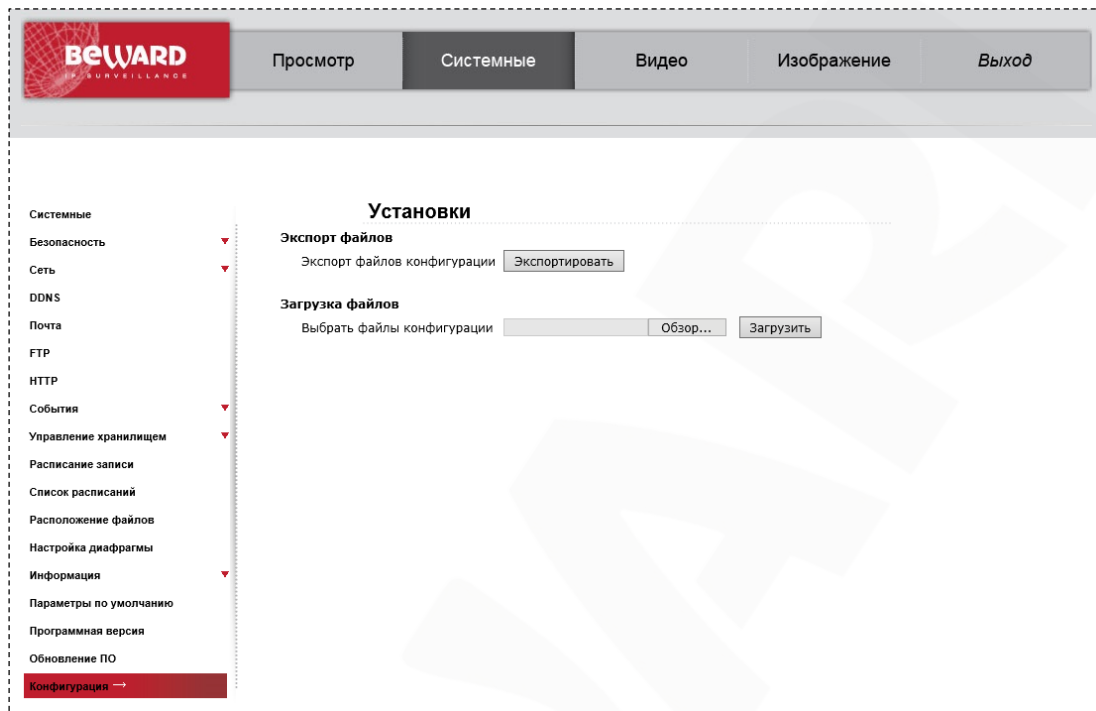 BEWARD
IP SURVEILLANCE
Просмотр
Системные
Видео
Изображение
Выход
Системные
Безопасность
Сеть
DDNS
Почта
FTP
HTTP
События
Управление хранилищем
Расписание записи
Список расписаний
Расположение файлов
Настройка диафрагмы
Информация
Параметры по умолчанию
Программная версия
Обновление ПО
Конфигурация →
Установки
Экспорт файлов
Экспорт файлов конфигурации Экспортировать
Загрузка файлов
Выбрать файлы конфигурации Обзор... Загрузить